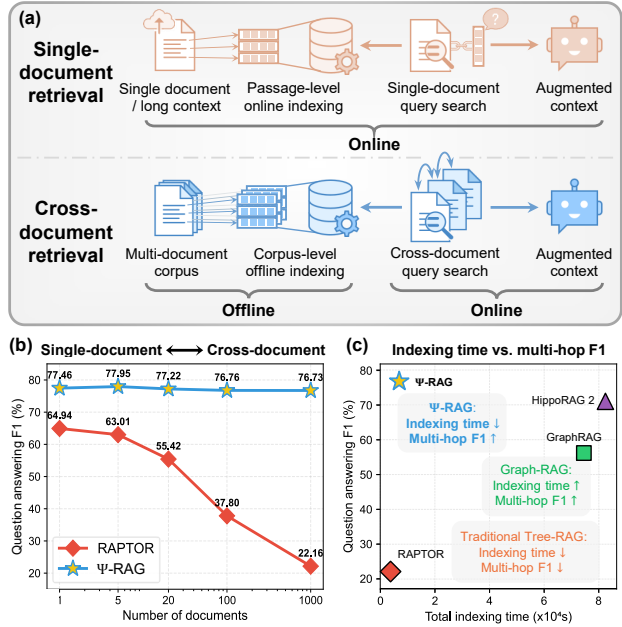 (a)
Single-
document
retrieval
?
Single document
/ long context
Passage-level
online indexing
Single-document
query search
Augmented
context
Online
Cross-
document
retrieval
Multi-document
corpus
Corpus-level
offline indexing
Cross-document
query search
Augmented
context
Offline
Online
(b)
Single-document ⟷ Cross-document
77.46
77.95
77.22
76.76
76.73
64.94
63.01
55.42
37.80
22.16
Question answering F1 (%)
80
70
60
50
40
30
20
RAPTOR
Ψ-RAG
1
5
20
100
1000
Number of documents
(c)
Indexing time vs. multi-hop F1
Question answering F1 (%)
80
70
60
50
40
30
20
Ψ-RAG
HippoRAG 2
Ψ-RAG:
Indexing time ↓
Multi-hop F1 ↑
GraphRAG
Graph-RAG:
Indexing time ↑
Multi-hop F1 ↑
RAPTOR
Traditional Tree-RAG:
Indexing time ↓
Multi-hop F1 ↓
0
2
4
6
8
Total indexing time (x10⁴s)